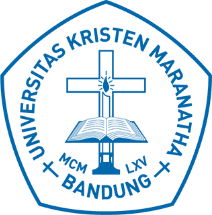 UNIVERSITAS KRISTEN MARANATHA
MCM LXV
BANDUNG